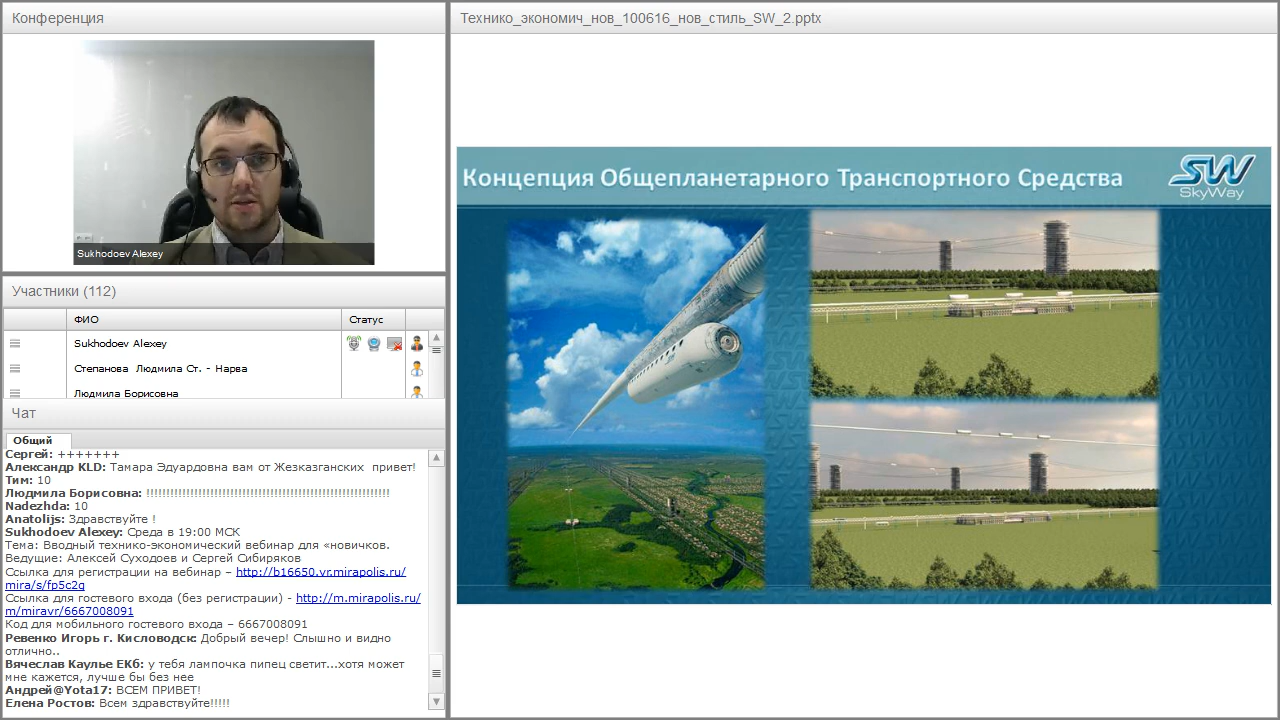 Конференция
Sukhodoev Alexey
Участники (112)
ФИО
Статус
Sukhodoev Alexey
Степанова Людмила Ст. - Нарва
Людмила Борисовна
Чат
Общий
Сергей: +++++++
Александр KLD: Тамара Эдуардовна вам от Жезказганских привет!
Тим: 10
Людмила Борисовна: !!!!!!!!!!!!!!!!!!!!!!!!!!!!!!!!!!!!!!!!!!!!!!!!!!!!!!!!!!!!!!!!!!!!!!
Nadezhda: 10
Anatolijs: Здравствуйте !
Sukhodoev Alexey: Среда в 19:00 МСК
Тема: Вводный технико-экономический вебинар для «новичков.
Ведущие: Алексей Суходоев и Сергей Сибиряков
Ссылка для регистрации на вебинар – http://b16650.vr.mirapolis.ru/
mira/s/fp5c2q
Ссылка для гостевого входа (без регистрации) - http://m.mirapolis.ru/
m/miravr/6667008091
Код для мобильного гостевого входа – 6667008091
Ревенко Игорь г. Кисловодск: Добрый вечер! Слышно и видно
отлично..
Вячеслав Каулье ЕКб: у тебя лампочка пипец светит...хотя может
мне кажется, лучше бы без нее
Андрей@Yota17: ВСЕМ ПРИВЕТ!
Елена Ростов: Всем здравствуйте!!!!!
Технико_экономич_нов_100616_нов_стиль_SW_2.pptx
Концепция Общепланетарного Транспортного Средства
SW
SkyWay